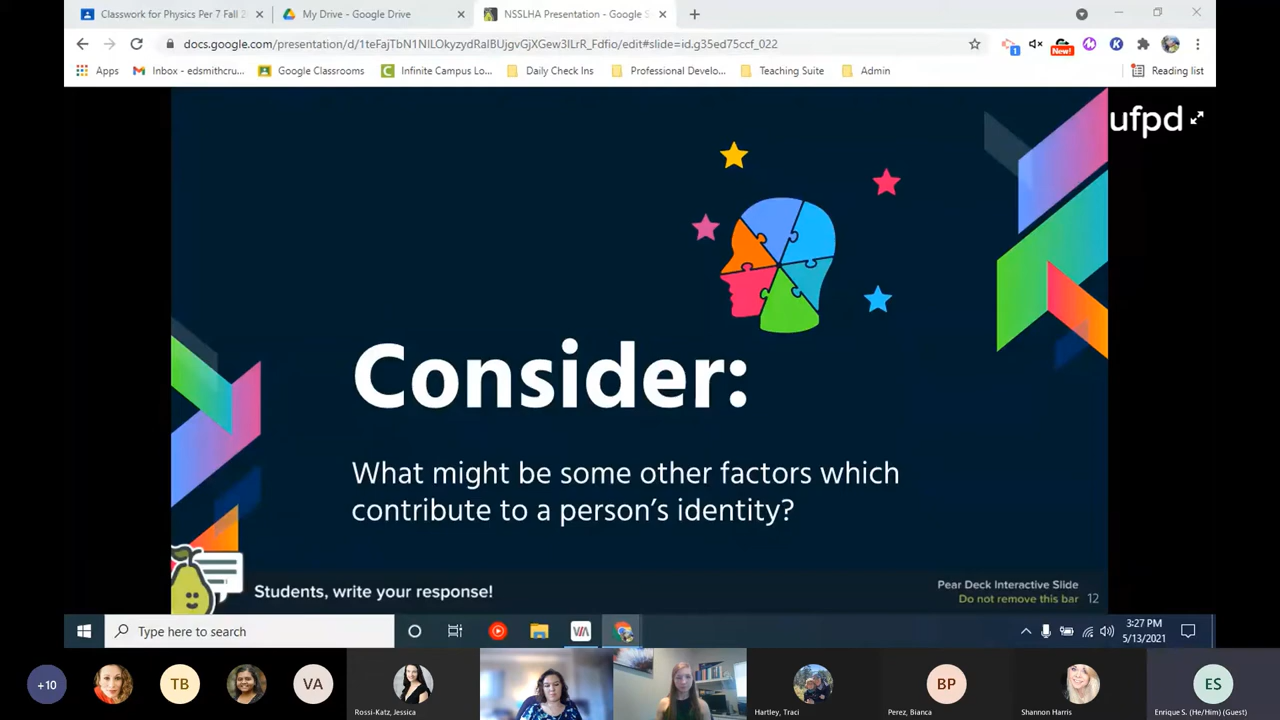 Classwork for Physics Per 7 Fall 2
My Drive - Google Drive
NSSLHA Presentation - Google S
docs.google.com/presentation/d/1eFajTbN1NILOkyzydRaIBUjgvGjXGew3ILrR_Fdfio/edit#slide=id.g35ed75ccf_022
1
New!
K
Apps
Inbox - edsmithcru...
Google Classrooms
Infinite Campus Lo...
Daily Check Ins
Professional Develo...
Teaching Suite
Admin
Reading list
ufpd
Consider:
What might be some other factors which
contribute to a person's identity?
Students, write your response!
Pear Deck Interactive Slide
Do not remove this bar
12
Type here to search
VIA
3:27 PM
5/13/2021
+10
TB
VA
Rossi-Katz, Jessica
Hartley, Traci
BP
Perez, Bianca
Shannon Harris
ES
Enrique S. (He/Him) (Guest)